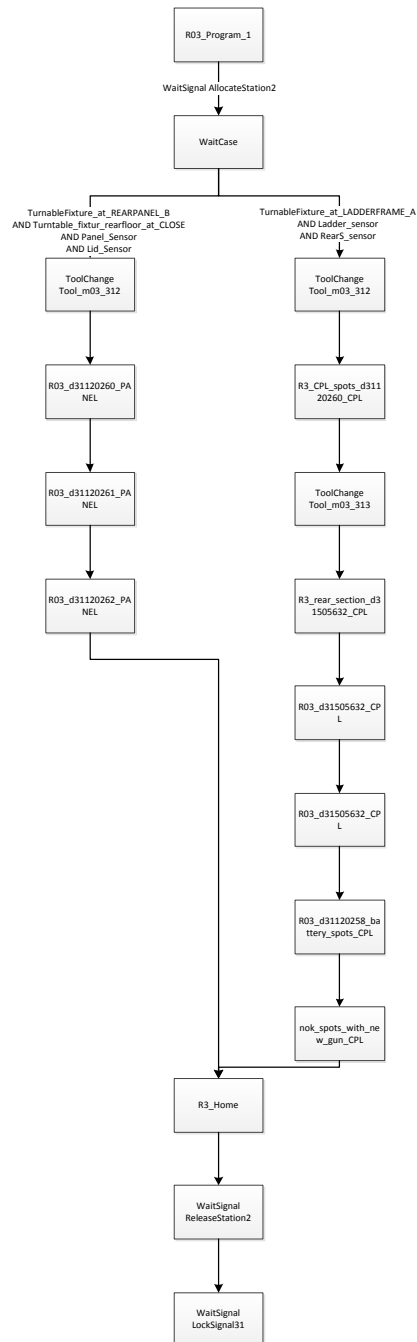 R03_Program_1
WaitSignal AllocateStation2
WaitCase
TurnableFixture_at_REARPANEL_B
AND Turntable_fixtur_rearfloor_at_CLOSE
AND Panel_Sensor
AND Lid_Sensor
TurnableFixture_at_LADDERFRAME_A
AND Ladder_sensor
AND RearS_sensor
ToolChange
Tool_m03_312
ToolChange
Tool_m03_312
R03_d31120260_PA
NEL
R3_CPL_spots_d311
20260_CPL
R03_d31120261_PA
NEL
ToolChange
Tool_m03_313
R03_d31120262_PA
NEL
R3_rear_section_d3
1505632_CPL
R03_d31505632_CP
L
R03_d31505632_CP
L
R03_d31120258_ba
ttery_spots_CPL
nok_spots_with_ne
w_gun_CPL
R3_Home
WaitSignal
ReleaseStation2
WaitSignal
LockSignal31